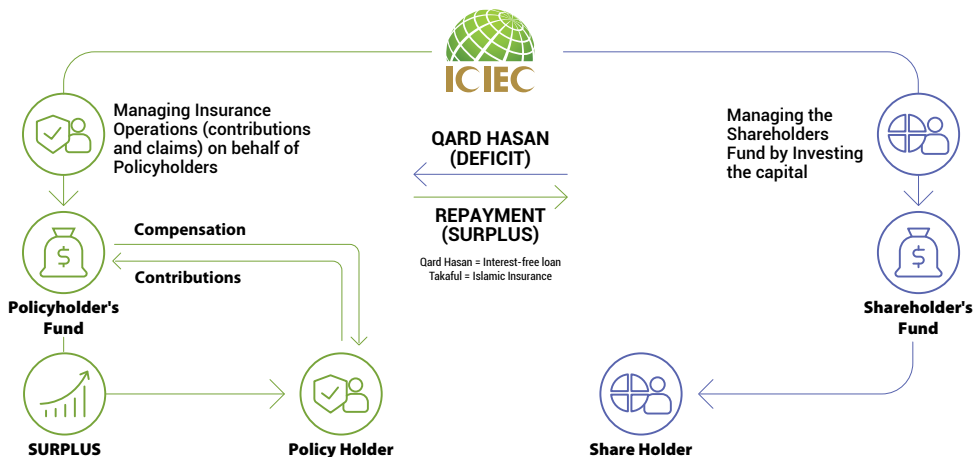 ICIEC
Managing Insurance
Operations (contributions
and claims) on behalf of
Policyholders
QARD HASAN
(DEFICIT)
REPAYMENT
(SURPLUS)
Qard Hasan = Interest-free loan
Takaful = Islamic Insurance
Managing the
Shareholders
Fund by Investing
the capital
Compensation
Contributions
$
Policyholder's
Fund
$
Shareholder's
Fund
SURPLUS
Policy Holder
Share Holder